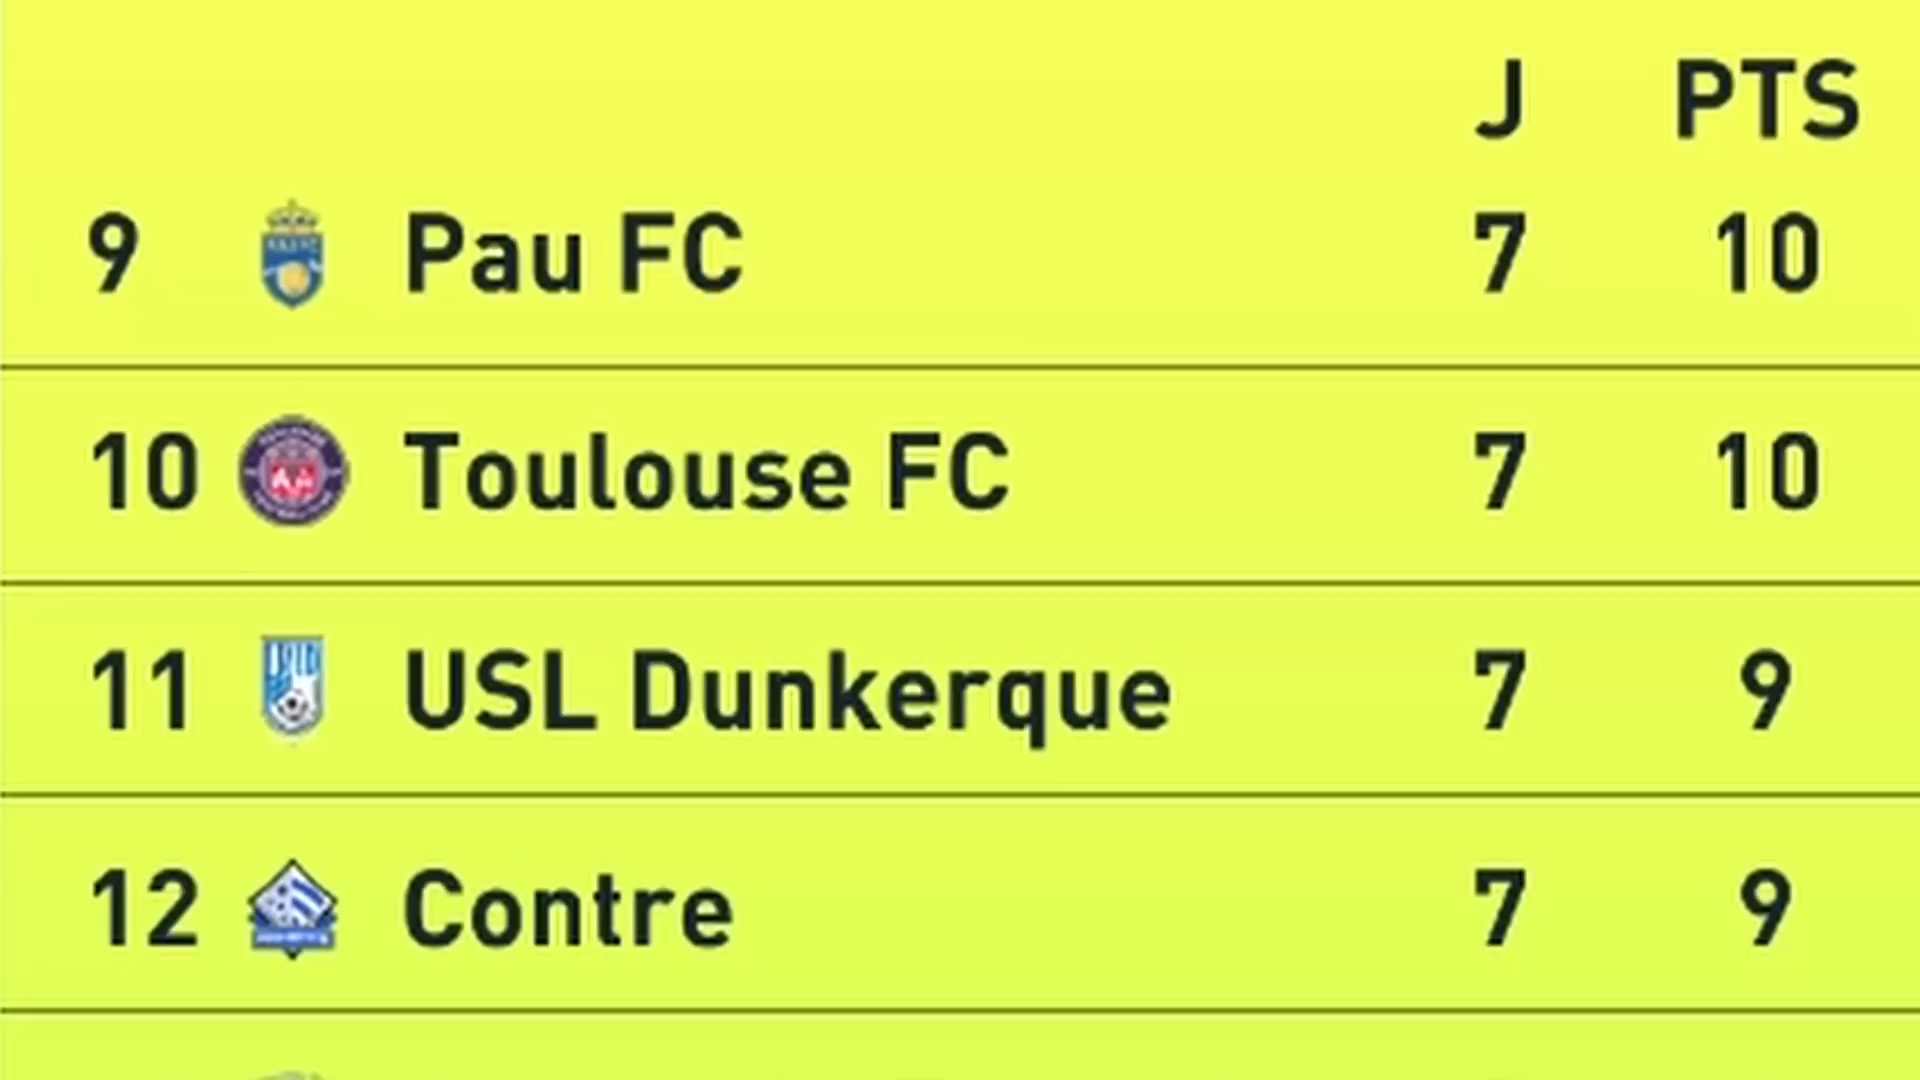 J PTS
9 Pau FC 7 10
10 Toulouse FC 7 10
11 USL Dunkerque 7 9
12 Contre 7 9